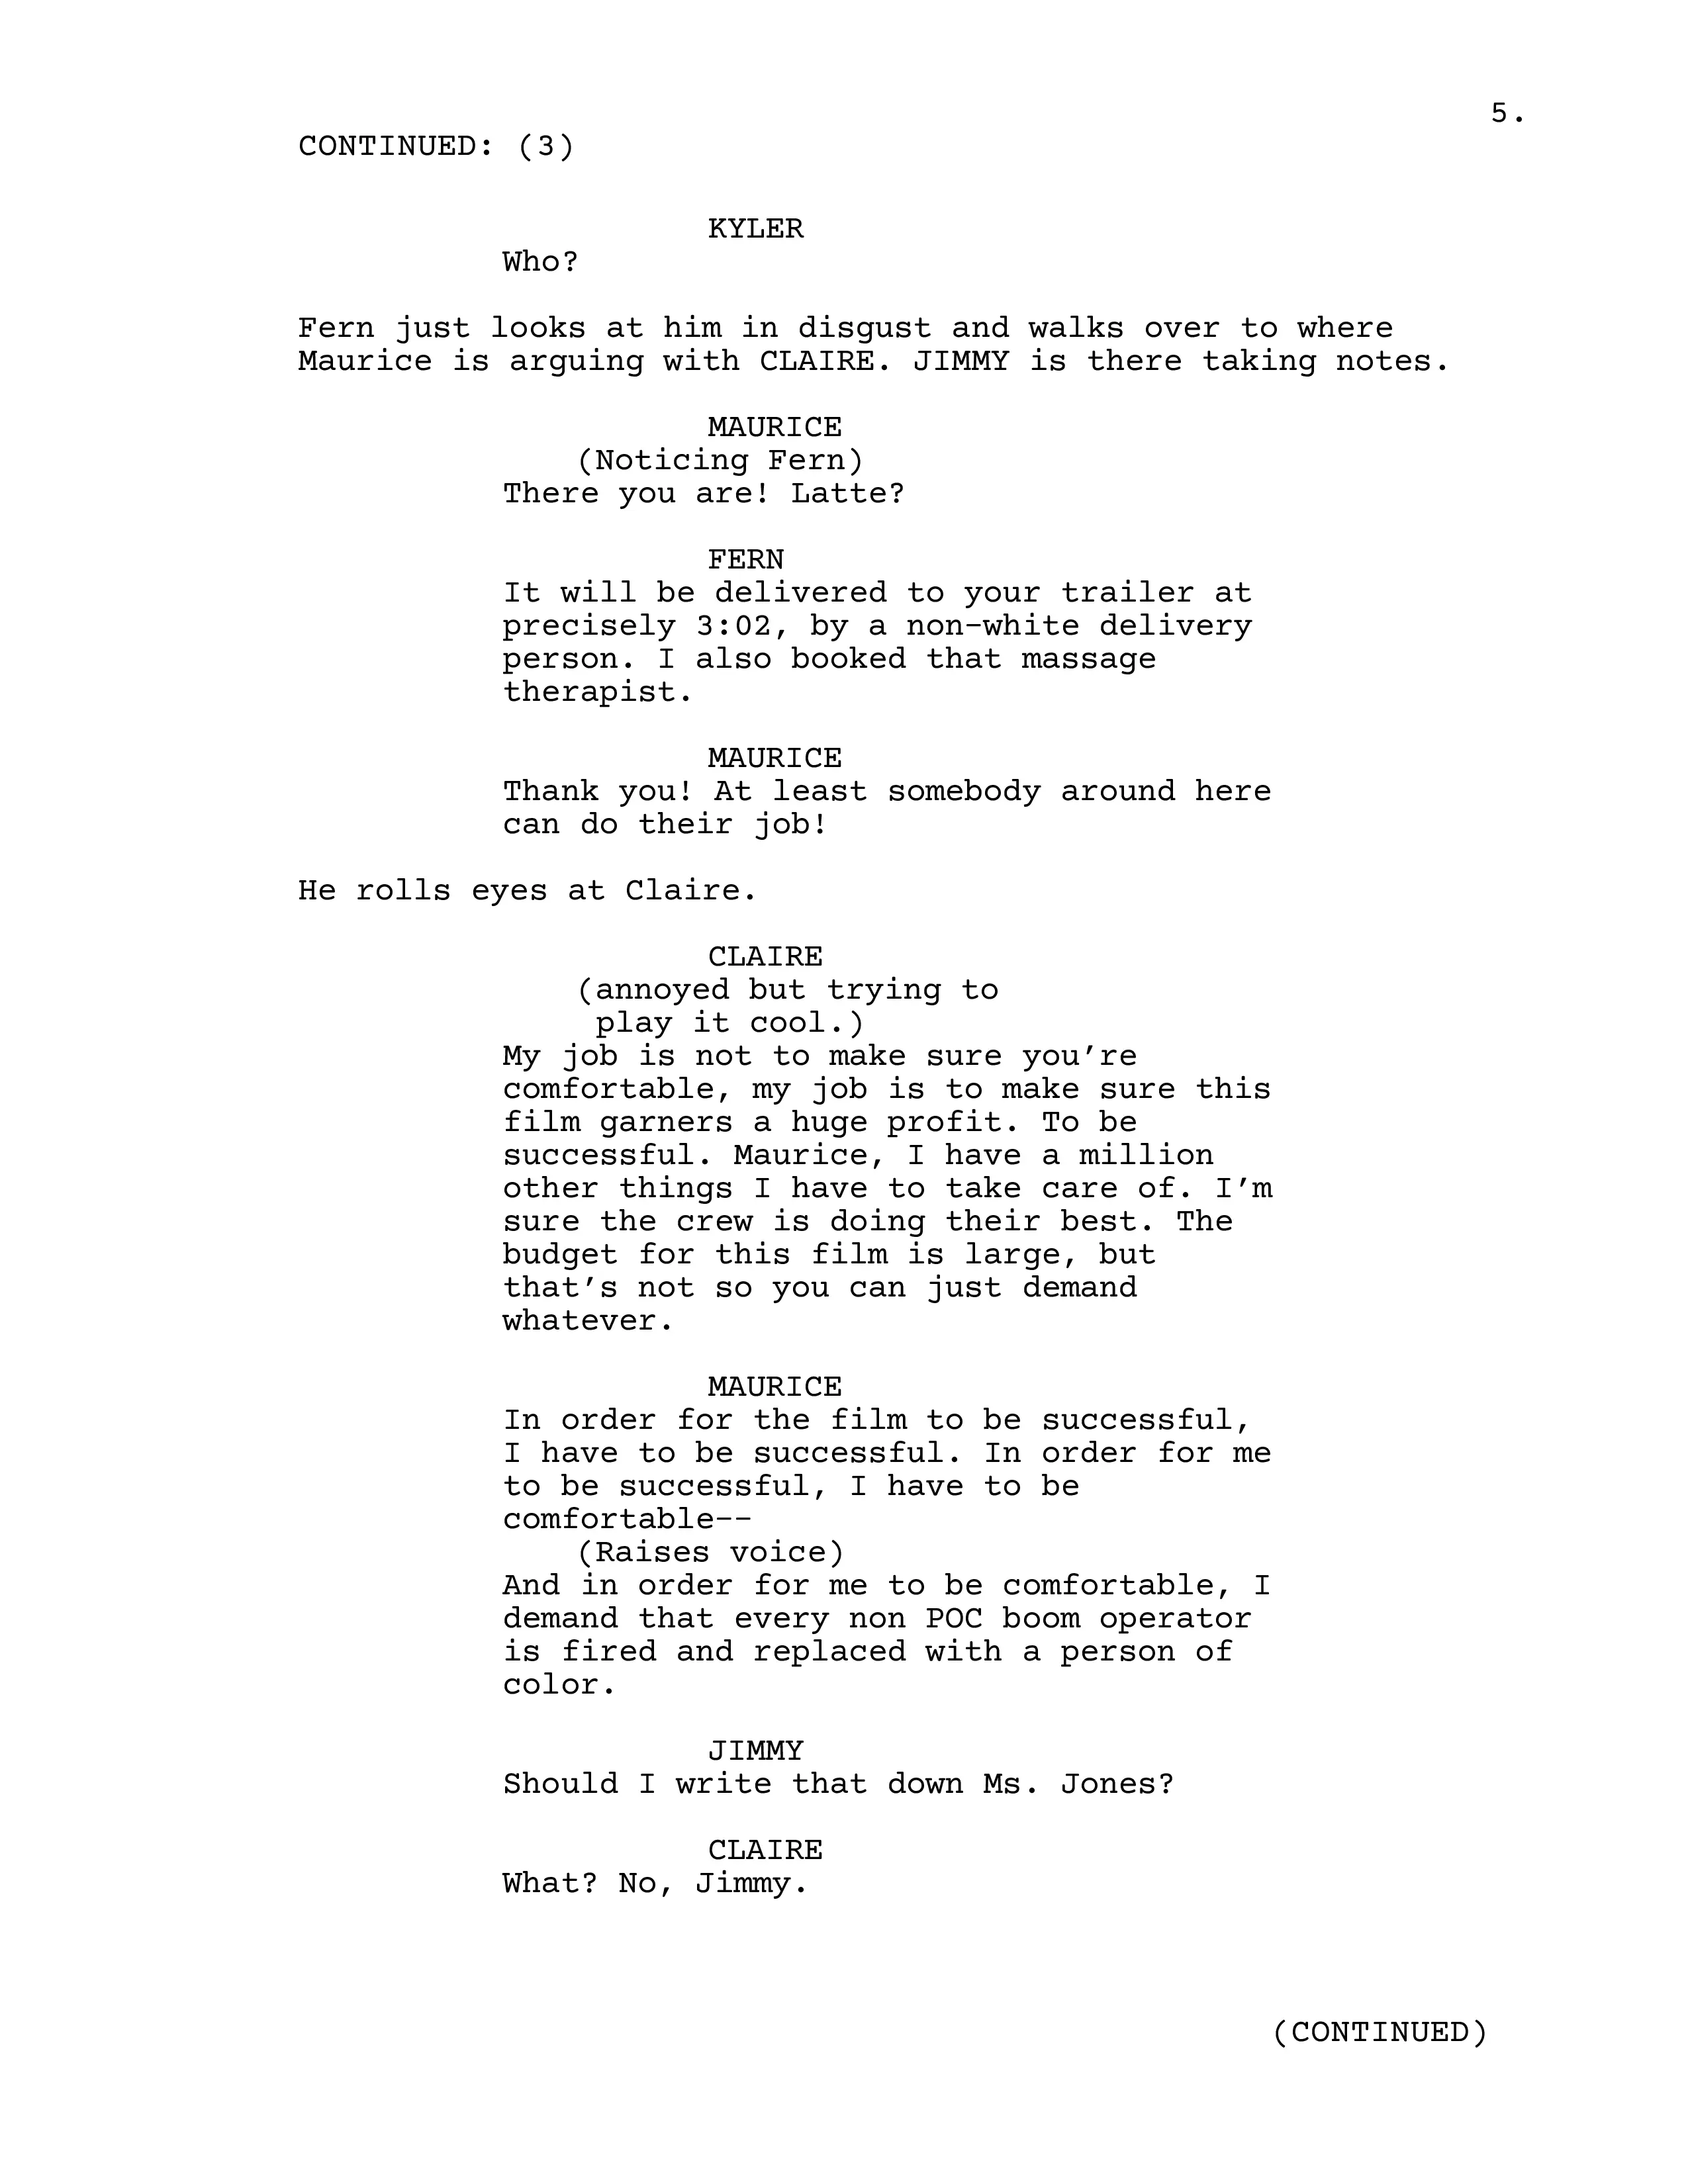 5.
CONTINUED: (3)
KYLER
Who?
Fern just looks at him in disgust and walks over to where
Maurice is arguing with CLAIRE. JIMMY is there taking notes.
MAURICE
(Noticing Fern)
There you are! Latte?
FERN
It will be delivered to your trailer at
precisely 3:02, by a non-white delivery
person. I also booked that massage
therapist.
MAURICE
Thank you! At least somebody around here
can do their job!
He rolls eyes at Claire.
CLAIRE
(annoyed but trying to
play it cool.)
My job is not to make sure you’re
comfortable, my job is to make sure this
film garners a huge profit. To be
successful. Maurice, I have a million
other things I have to take care of. I’m
sure the crew is doing their best. The
budget for this film is large, but
that’s not so you can just demand
whatever.
MAURICE
In order for the film to be successful,
I have to be successful. In order for me
to be successful, I have to be
comfortable--
(Raises voice)
And in order for me to be comfortable, I
demand that every non POC boom operator
is fired and replaced with a person of
color.
JIMMY
Should I write that down Ms. Jones?
CLAIRE
What? No, Jimmy.
(CONTINUED)